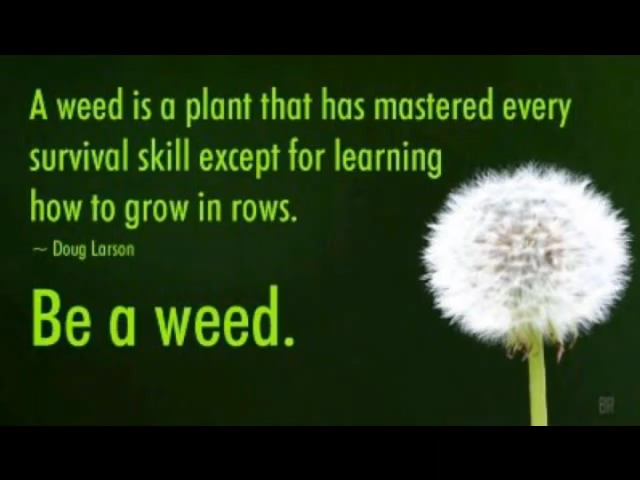 A weed is a plant that has mastered every
survival skill except for learning
how to grow in rows.
~ Doug Larson
Be a weed.